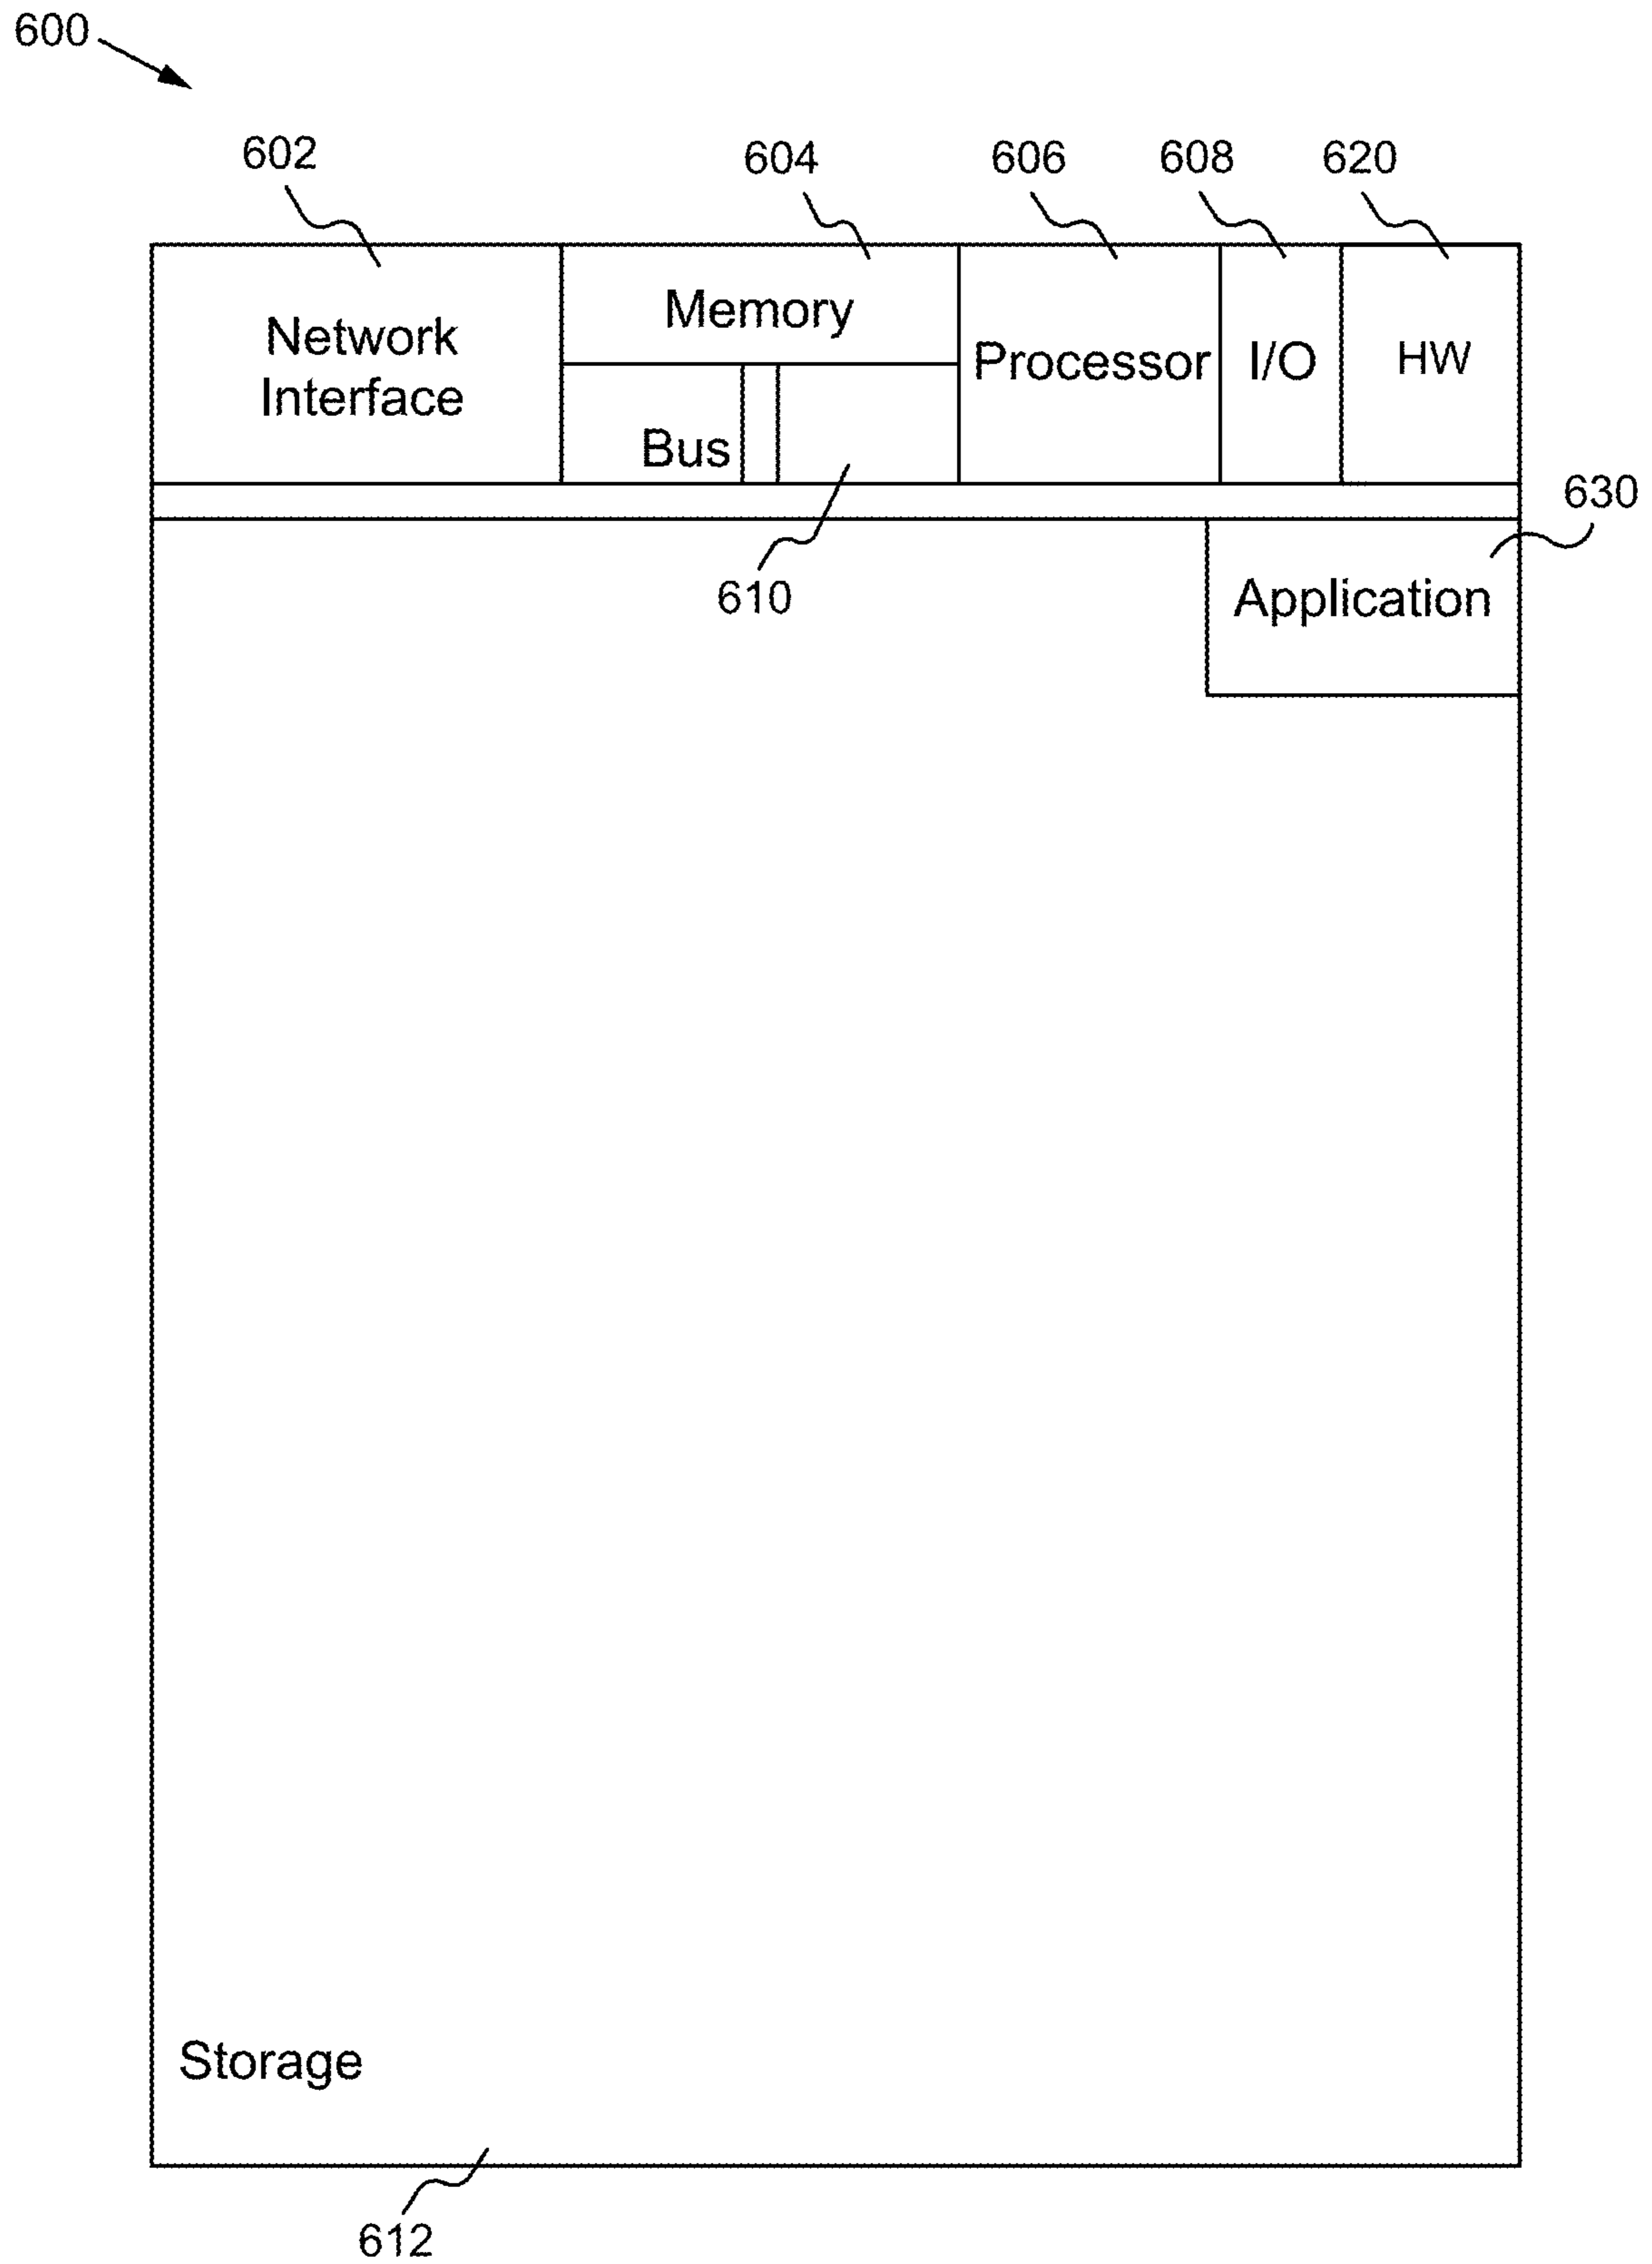 600
602
604
606
608
620
Memory
Network
Interface
Processor
I/O
HW
Bus
630
610
Application
Storage
612